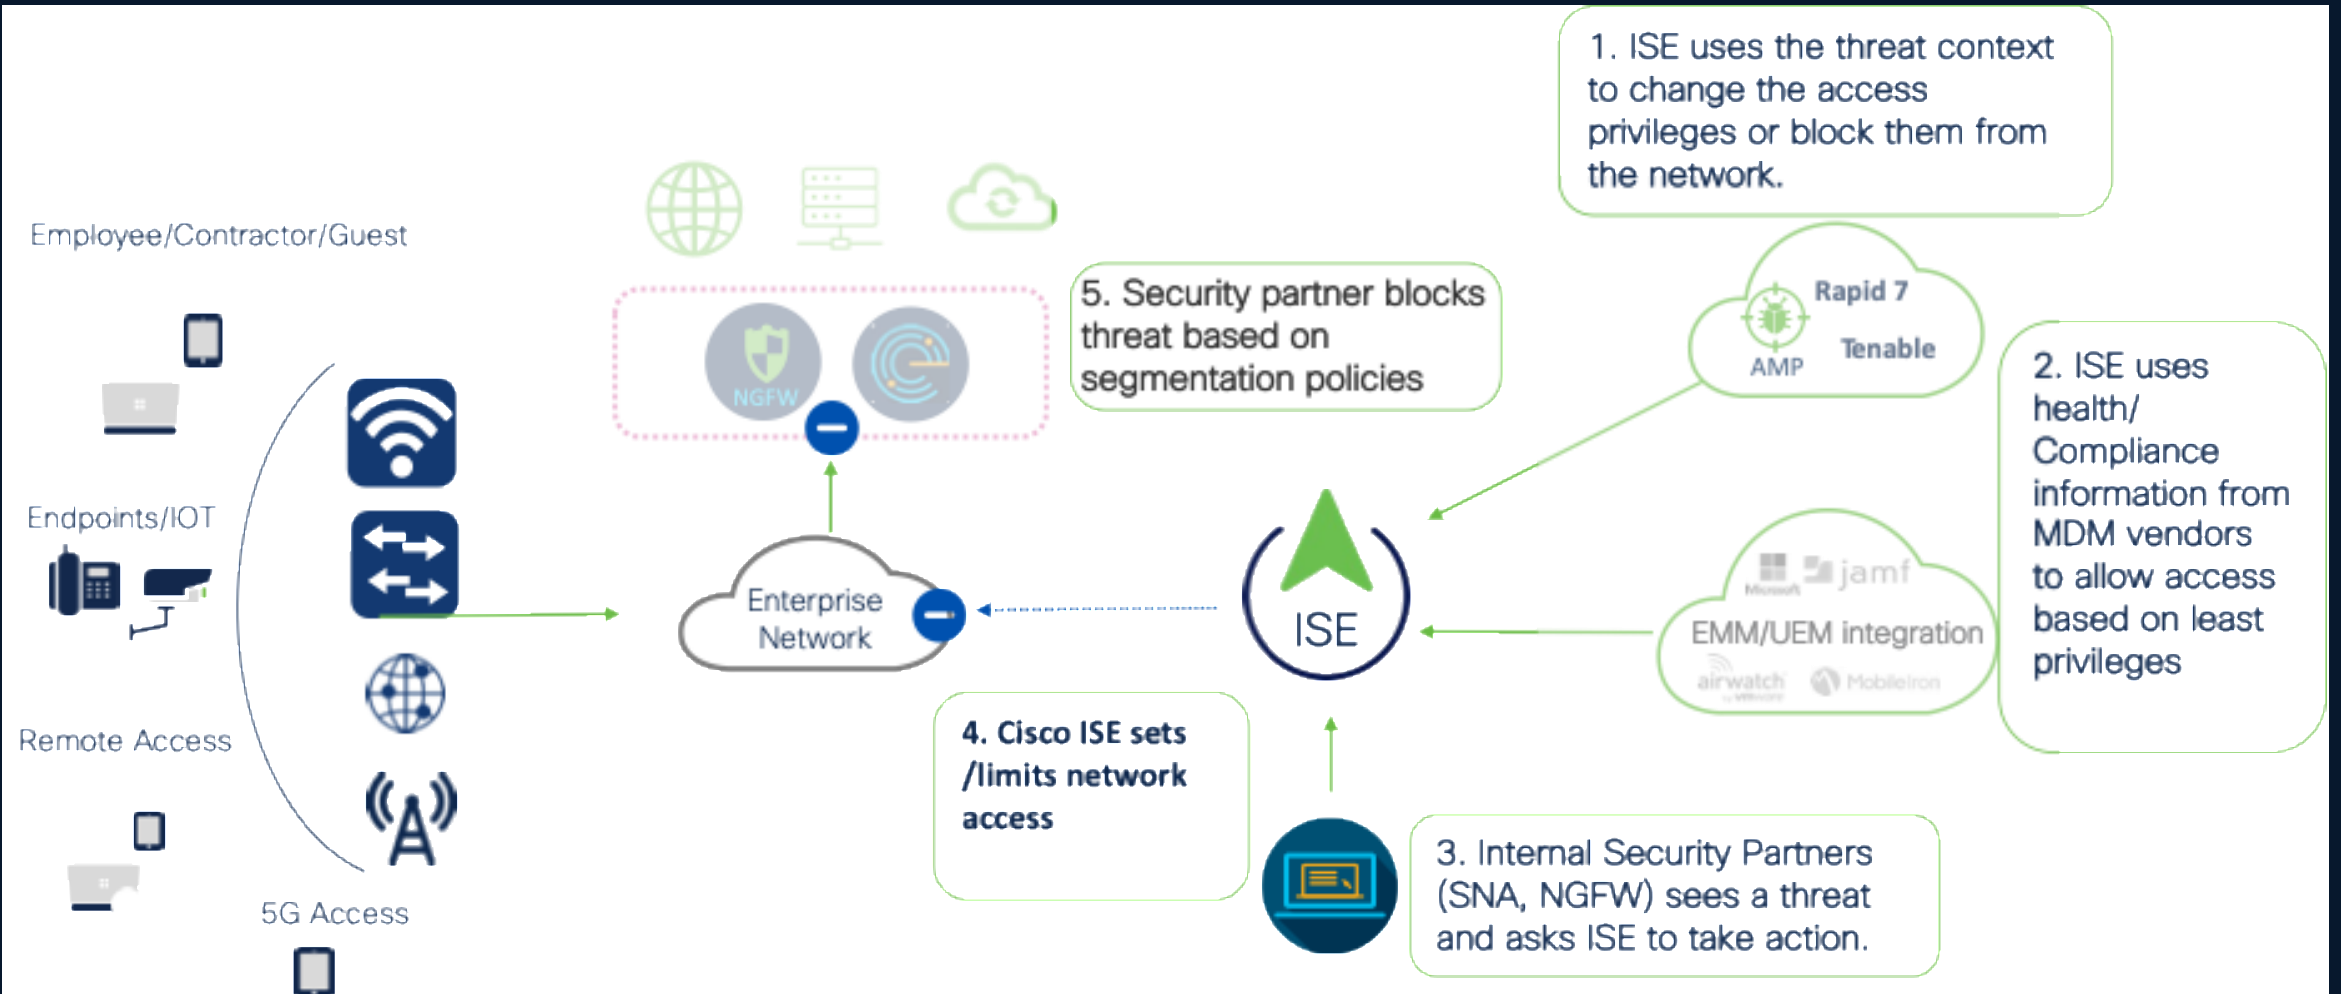 1. ISE uses the threat context
to change the access
privileges or block them from
the network.
Employee/Contractor/Guest
5. Security partner blocks
threat based on
segmentation policies
NGFW
Rapid 7
Tenable
AMP
2. ISE uses
health/
Compliance
information from
MDM vendors
to allow access
based on least
privileges
Endpoints/IOT
Enterprise
Network
ISE
Microsoft
jamf
EMM/UEM integration
airwatch
by vmware
MobileIron
Remote Access
4. Cisco ISE sets
/limits network
access
3. Internal Security Partners
(SNA, NGFW) sees a threat
and asks ISE to take action.
5G Access